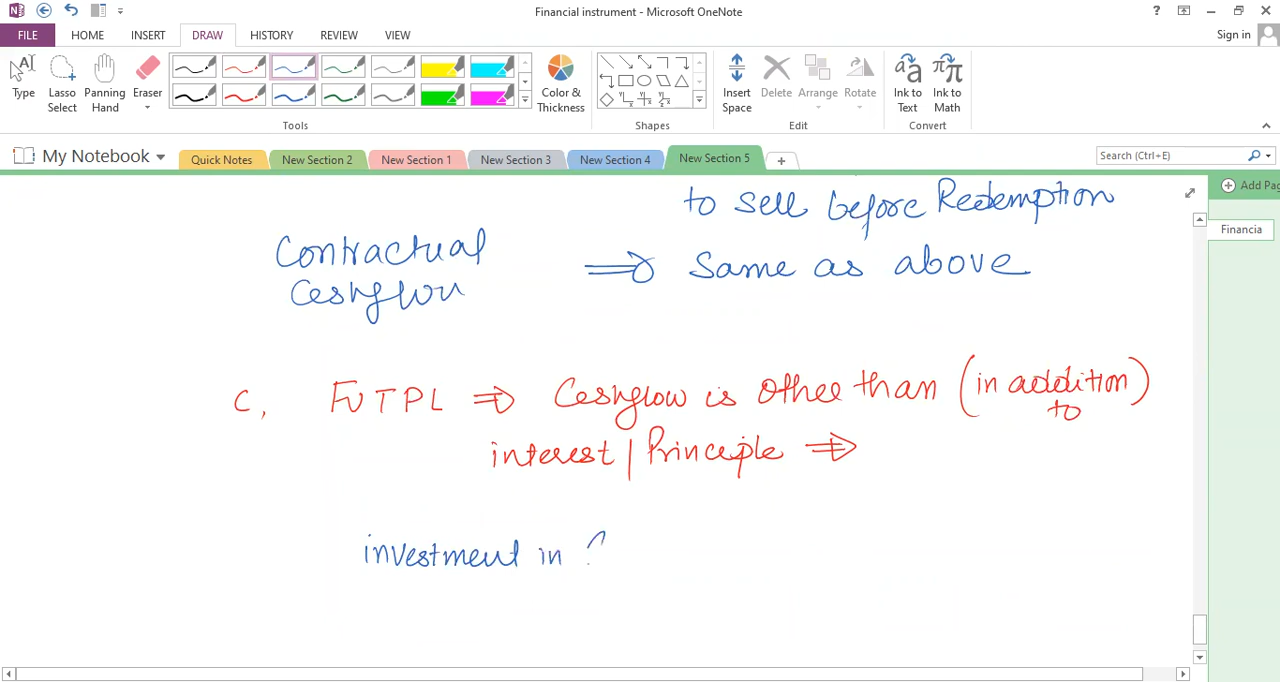 Financial instrument - Microsoft OneNote
?
FILE HOME INSERT DRAW HISTORY REVIEW VIEW
Sign in
Type
Lasso Select
Panning Hand
Eraser
Color & Thickness
Insert Space
Delete
Arrange
Rotate
Ink to Text
Ink to Math
Tools
Shapes
Edit
Convert
My Notebook
Quick Notes
New Section 2
New Section 1
New Section 3
New Section 4
New Section 5
Search (Ctrl+E)
Add Pag
Financia
to sell before Redemption
Contractual ⇒ Same as above
Cashflow
C, FVTPL ⇒ Cashflow is other than (in addition to)
interest | Principle ⇒
investment in